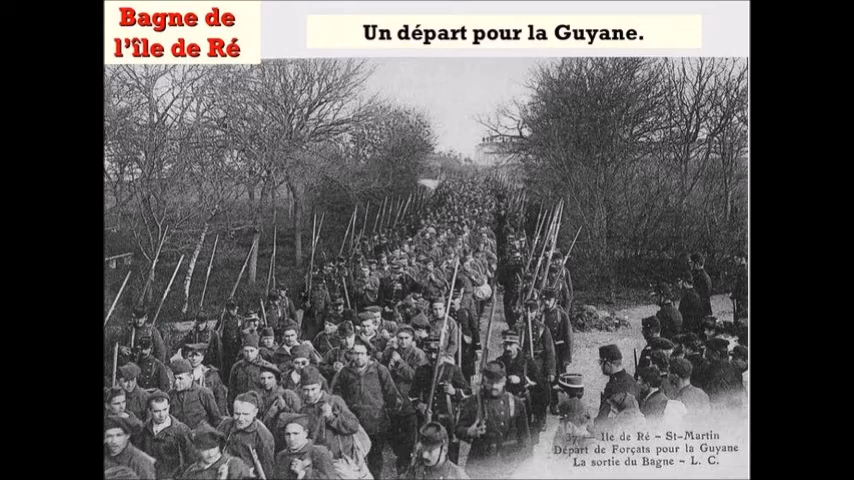 Bagne de
l'île de Ré
Un départ pour la Guyane.
37 — Ile de Ré - St-Martin
Départ de Forçats pour la Guyane
La sortie du Bagne - L. C.